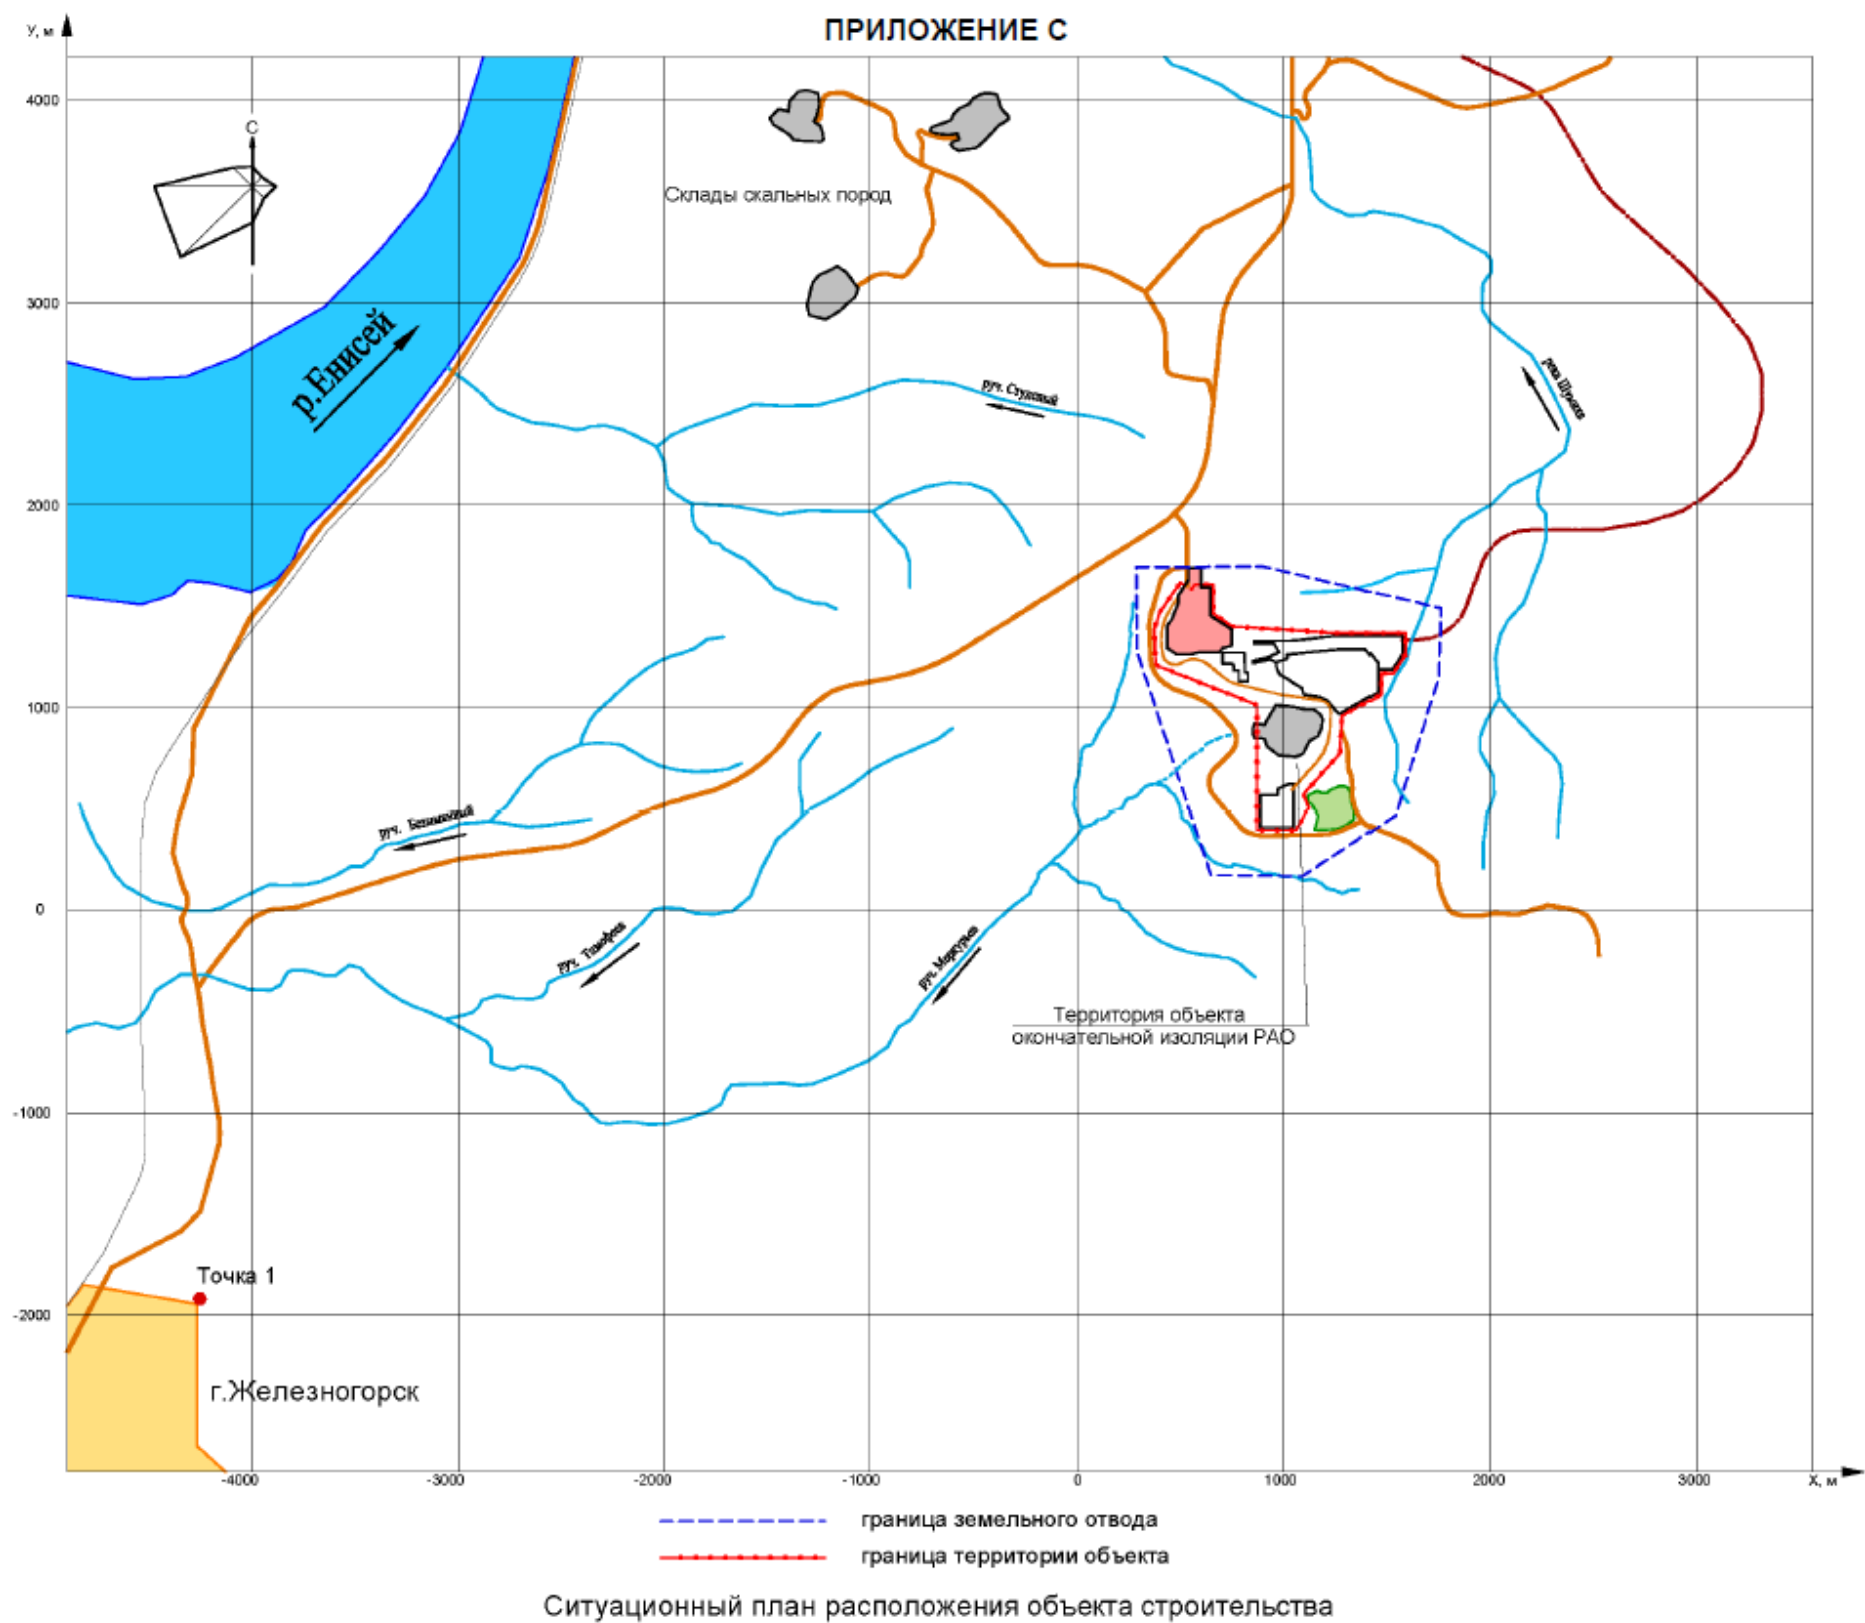 ПРИЛОЖЕНИЕ С
У, м
4000
3000
2000
1000
0
-1000
-2000
С
р.Енисей
Склады скальных пород
руч. Студеный
река Шумиха
руч. Безымянный
руч. Тимофеев
руч. Меркурьев
Территория объекта
окончательной изоляции РАО
Точка 1
г.Железногорск
-4000 -3000 -2000 -1000 0 1000 2000 3000 Х, м
граница земельного отвода
граница территории объекта
Ситуационный план расположения объекта строительства